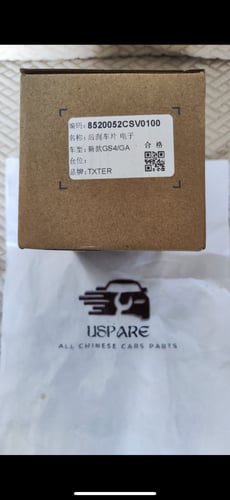 编码: 8520052CSV0100
名称: 后刹车片 电子
车型: 新款GS4/GA
合 格
仓位:
品牌: TXTER
USPARE
ALL CHINESE CARS PARTS